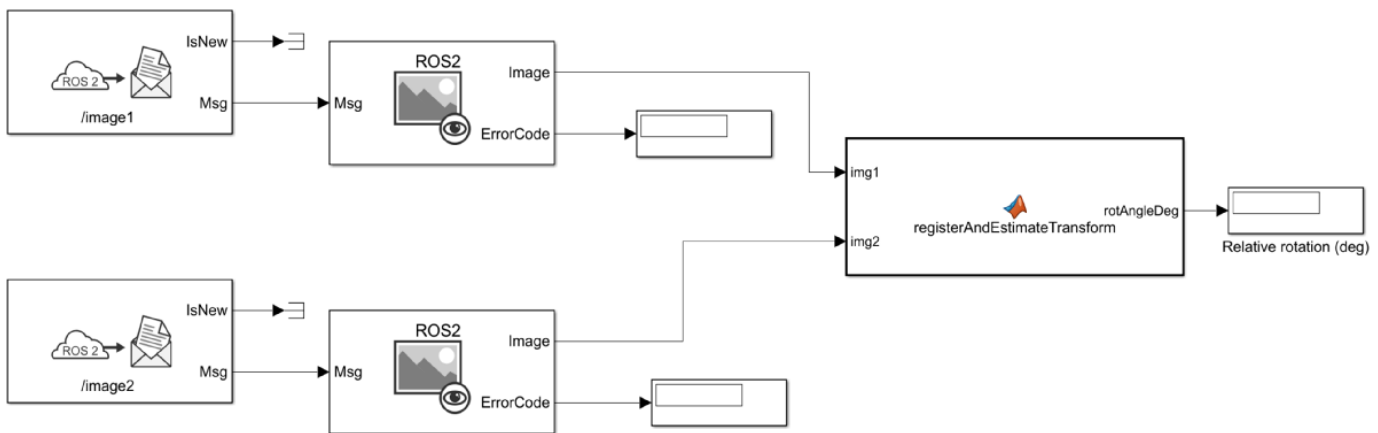 IsNew
ROS 2
Msg
/image1
ROS2
Msg
Image
ErrorCode
img1
img2
registerAndEstimateTransform
rotAngleDeg
Relative rotation (deg)
IsNew
ROS 2
Msg
/image2
ROS2
Msg
Image
ErrorCode